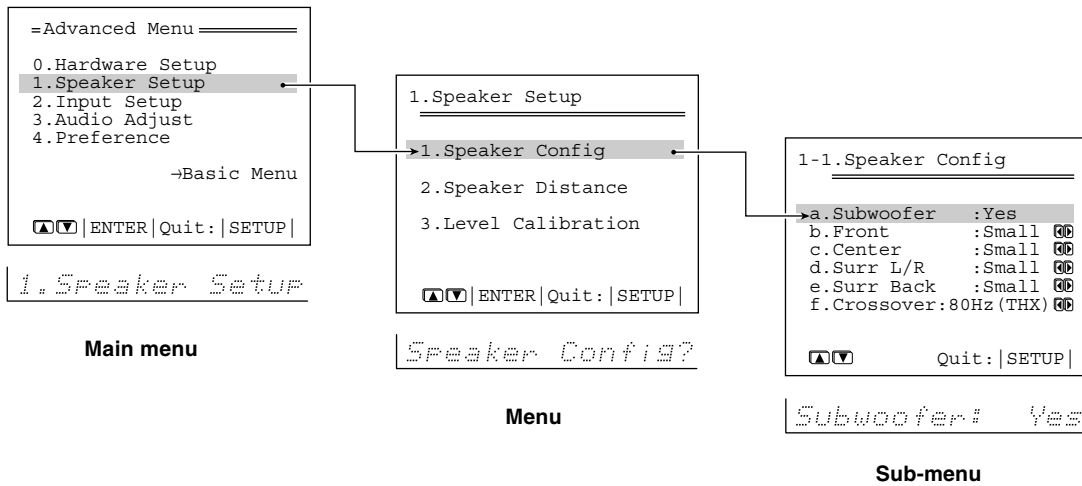 =Advanced Menu
0.Hardware Setup
1.Speaker Setup
2.Input Setup
3.Audio Adjust
4.Preference
→Basic Menu
▲▼|ENTER|Quit:|SETUP|
1.Speaker Setup
Main menu
1.Speaker Setup
1.Speaker Config
2.Speaker Distance
3.Level Calibration
▲▼|ENTER|Quit:|SETUP|
Speaker Config?
Menu
1-1.Speaker Config
a.Subwoofer :Yes
b.Front :Small ◀▶
c.Center :Small ◀▶
d.Surr L/R :Small ◀▶
e.Surr Back :Small ◀▶
f.Crossover:80Hz(THX) ◀▶
▲▼ Quit:|SETUP|
Subwoofer: Yes
Sub-menu